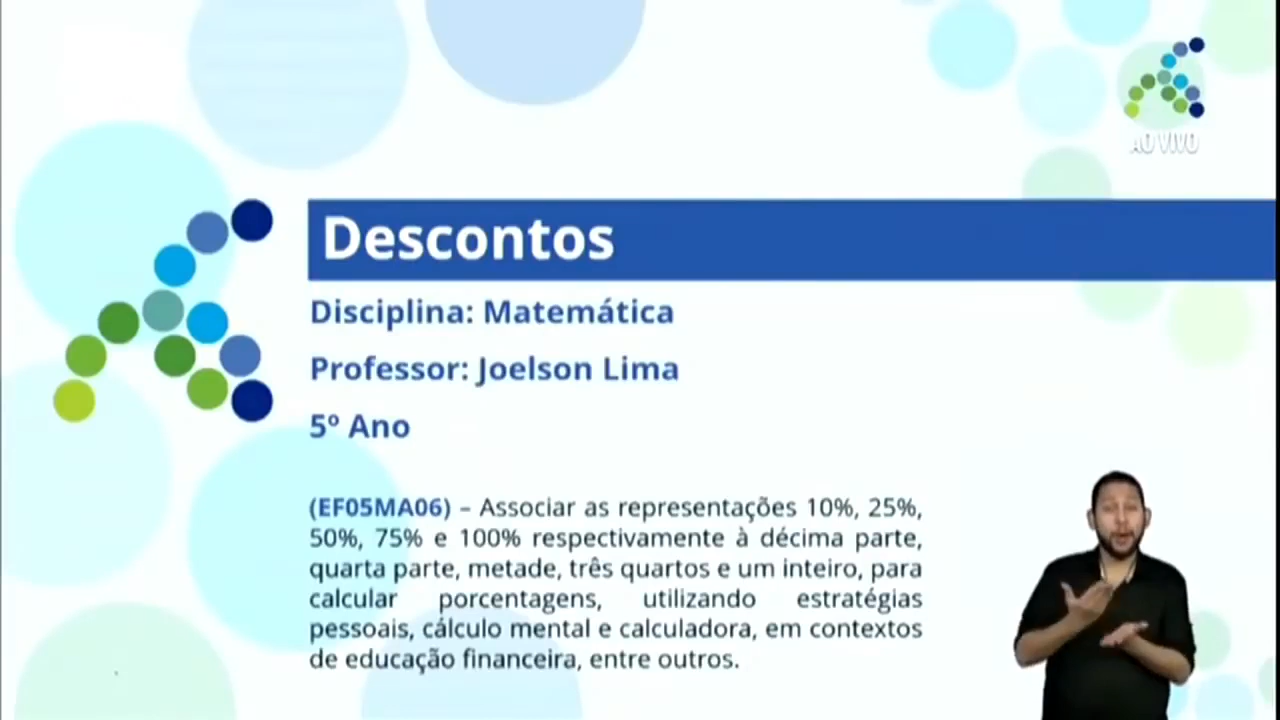 AO VIVO
Descontos
Disciplina: Matemática
Professor: Joelson Lima
5º Ano
(EF05MA06) – Associar as representações 10%, 25%,
50%, 75% e 100% respectivamente à décima parte,
quarta parte, metade, três quartos e um inteiro, para
calcular porcentagens, utilizando estratégias
pessoais, cálculo mental e calculadora, em contextos
de educação financeira, entre outros.